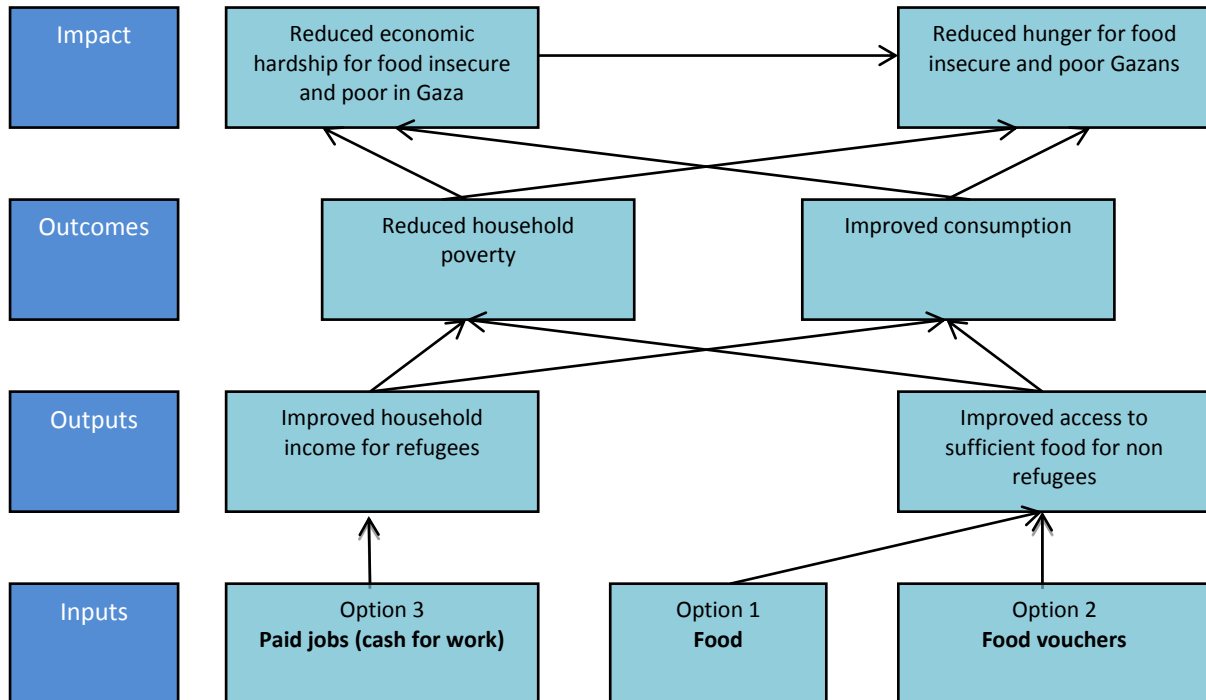 Impact
Reduced economic
hardship for food insecure
and poor in Gaza
Reduced hunger for food
insecure and poor Gazans
Outcomes
Reduced household
poverty
Improved consumption
Outputs
Improved household
income for refugees
Improved access to
sufficient food for non
refugees
Inputs
Option 3
Paid jobs (cash for work)
Option 1
Food
Option 2
Food vouchers